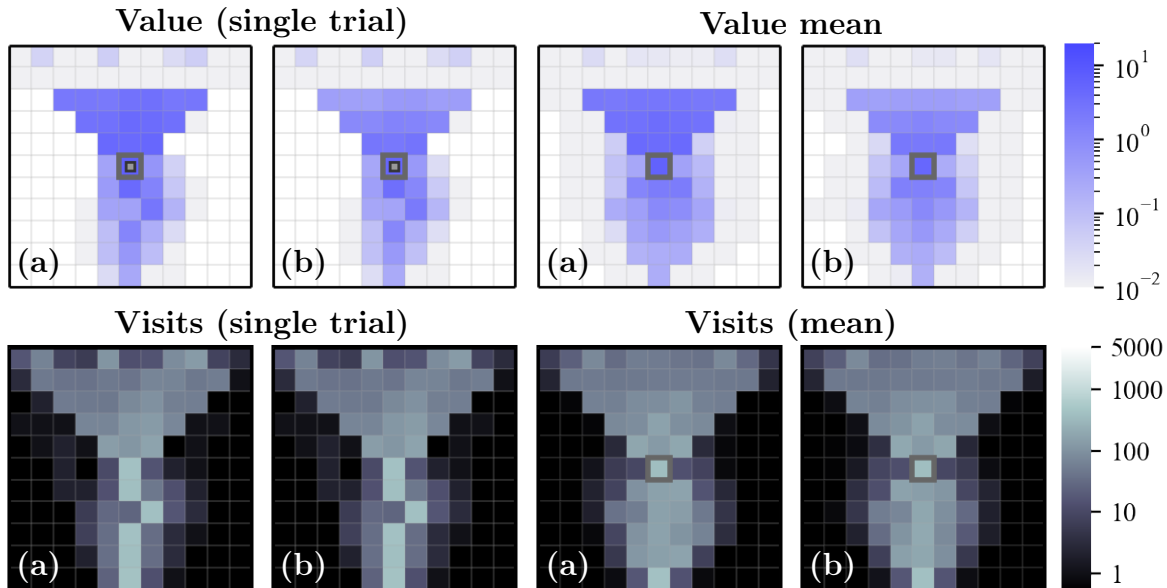 Value (single trial)
Value mean
(a)
(b)
(a)
(b)
10^1
10^0
10^-1
10^-2
Visits (single trial)
Visits (mean)
(a)
(b)
(a)
(b)
5000
1000
100
10
1